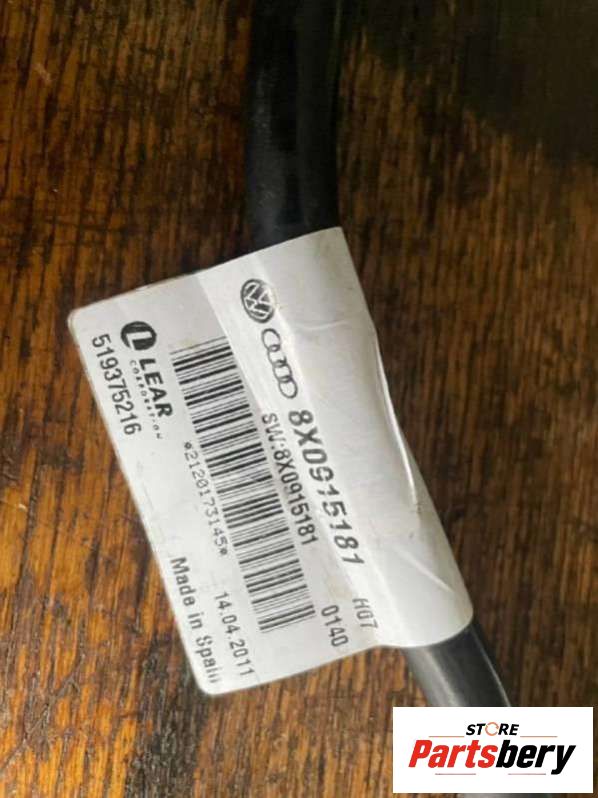 8X0915181 H07
SW:8X0915181 0140
*2120173145* 14.04.2011
LEAR
CORPORATION
519375216
Made in Spain
STORE
Partsbery